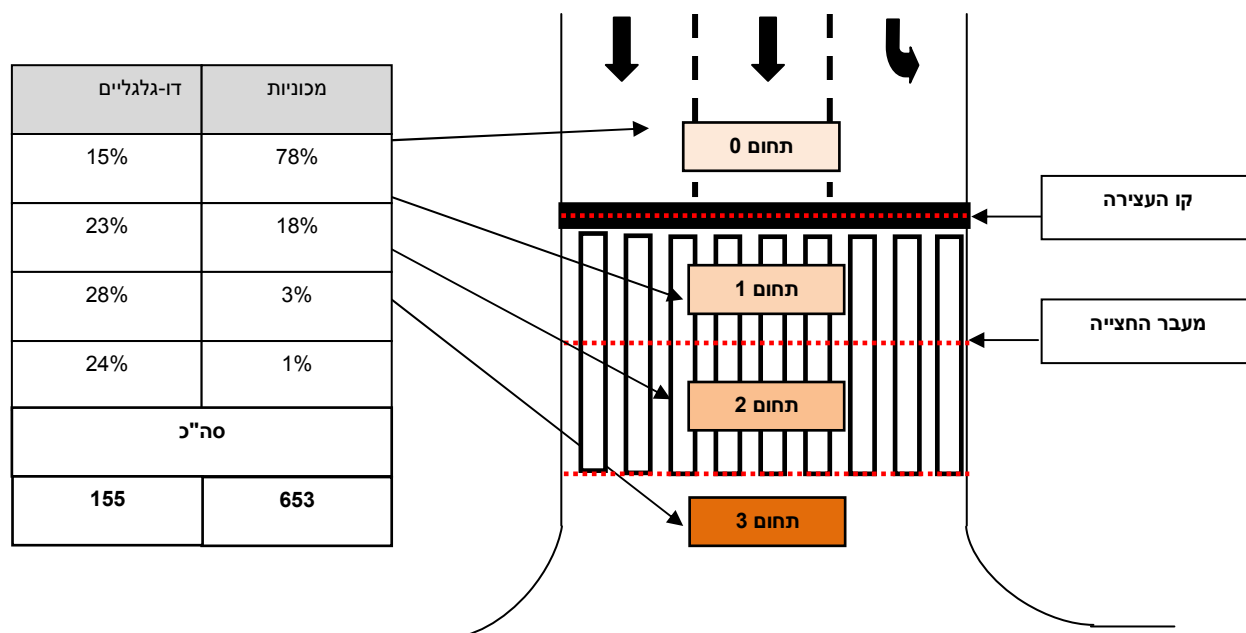 מכוניות דו-גלגליים
78% 15%
18% 23%
3% 28%
1% 24%
סה"כ
653 155
תחום 0
תחום 1
תחום 2
תחום 3
קו העצירה
מעבר החצייה